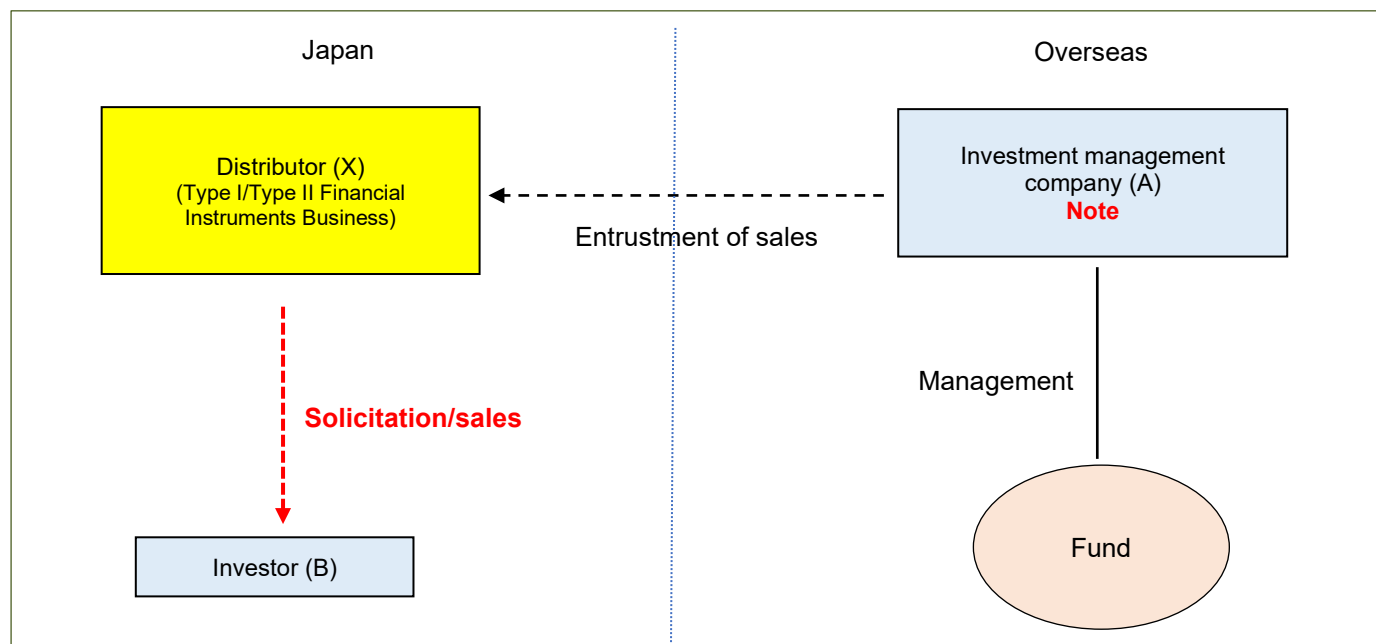 Japan
Overseas
Distributor (X)
(Type I/Type II Financial
Instruments Business)
Investment management
company (A)
Note
Entrustment of sales
Management
Solicitation/sales
Investor (B)
Fund